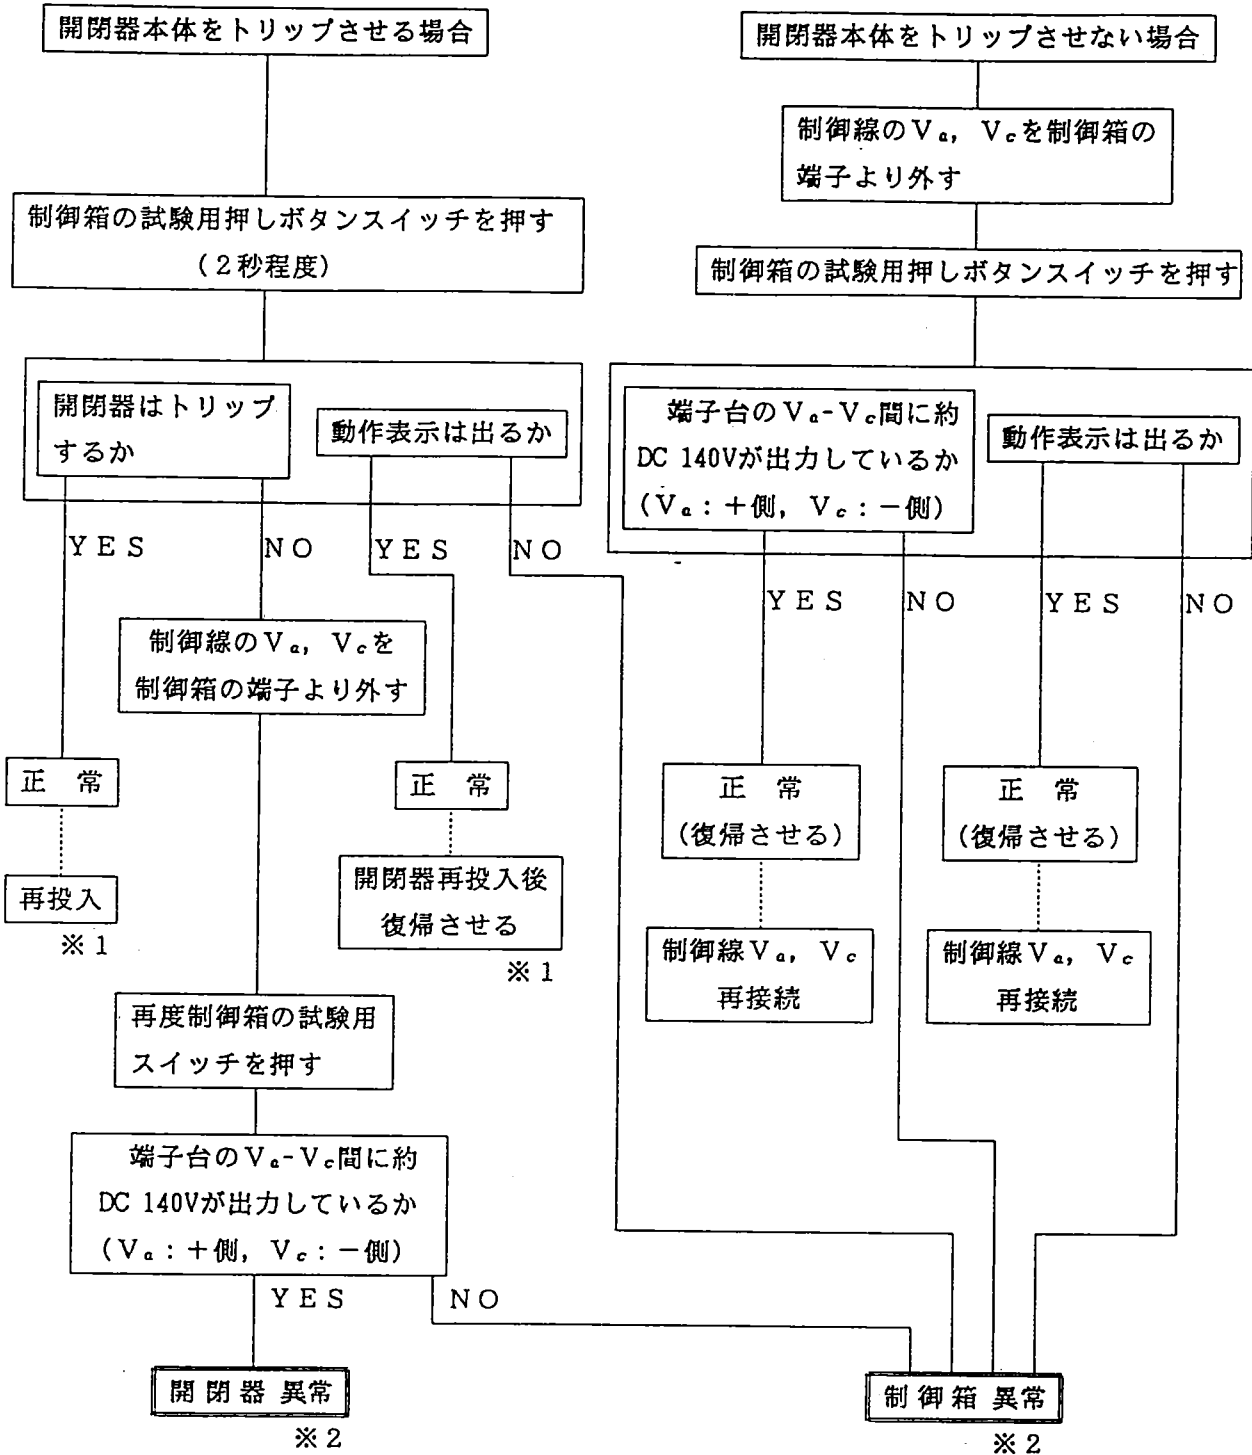 開閉器本体をトリップさせる場合
制御箱の試験用押しボタンスイッチを押す
（２秒程度）
開閉器はトリップ
するか
動作表示は出るか
ＹＥＳ
ＮＯ
ＹＥＳ
ＮＯ
制御線のＶa，Ｖcを
制御箱の端子より外す
正　常
再投入
※１
正　常
開閉器再投入後
復帰させる
※１
再度制御箱の試験用
スイッチを押す
端子台のＶa-Ｖc間に約
DC 140Vが出力しているか
（Ｖa：＋側，Ｖc：－側）
ＹＥＳ
ＮＯ
開閉器 異常
※２
開閉器本体をトリップさせない場合
制御線のＶa，Ｖcを制御箱の
端子より外す
制御箱の試験用押しボタンスイッチを押す
端子台のＶa-Ｖc間に約
DC 140Vが出力しているか
（Ｖa：＋側，Ｖc：－側）
動作表示は出るか
ＹＥＳ
ＮＯ
ＹＥＳ
ＮＯ
正　常
（復帰させる）
制御線Ｖa，Ｖc
再接続
正　常
（復帰させる）
制御線Ｖa，Ｖc
再接続
制御箱 異常
※２